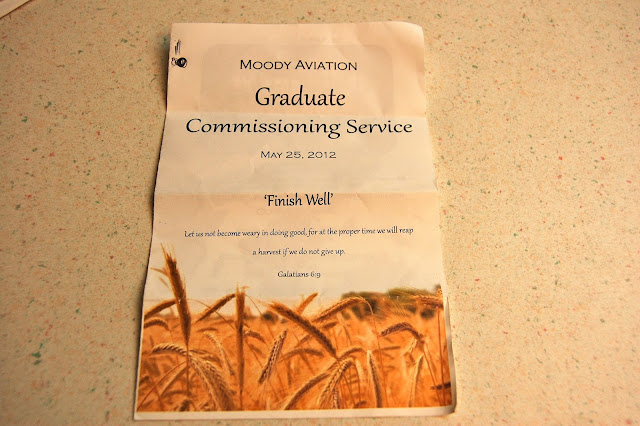 Moody Aviation
Graduate
Commissioning Service
May 25, 2012
'Finish Well'
Let us not become weary in doing good, for at the proper time we will reap
a harvest if we do not give up.
Galatians 6:9